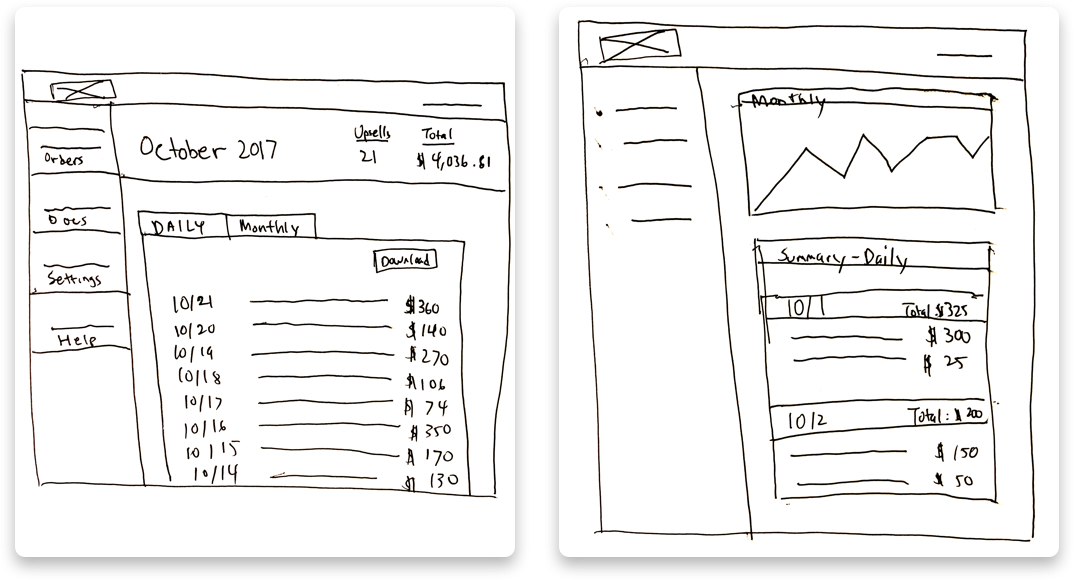 Orders
Docs
Settings
Help
October 2017
Upsells
21
Total
$4,036.81
DAILY
Monthly
Download
10/21 $360
10/20 $140
10/19 $270
10/18 $106
10/17 $74
10/16 $350
10/15 $170
10/14 $130
Monthly
Summary - Daily
10/1 Total $325
$300
$25
10/2 Total: $200
$150
$50